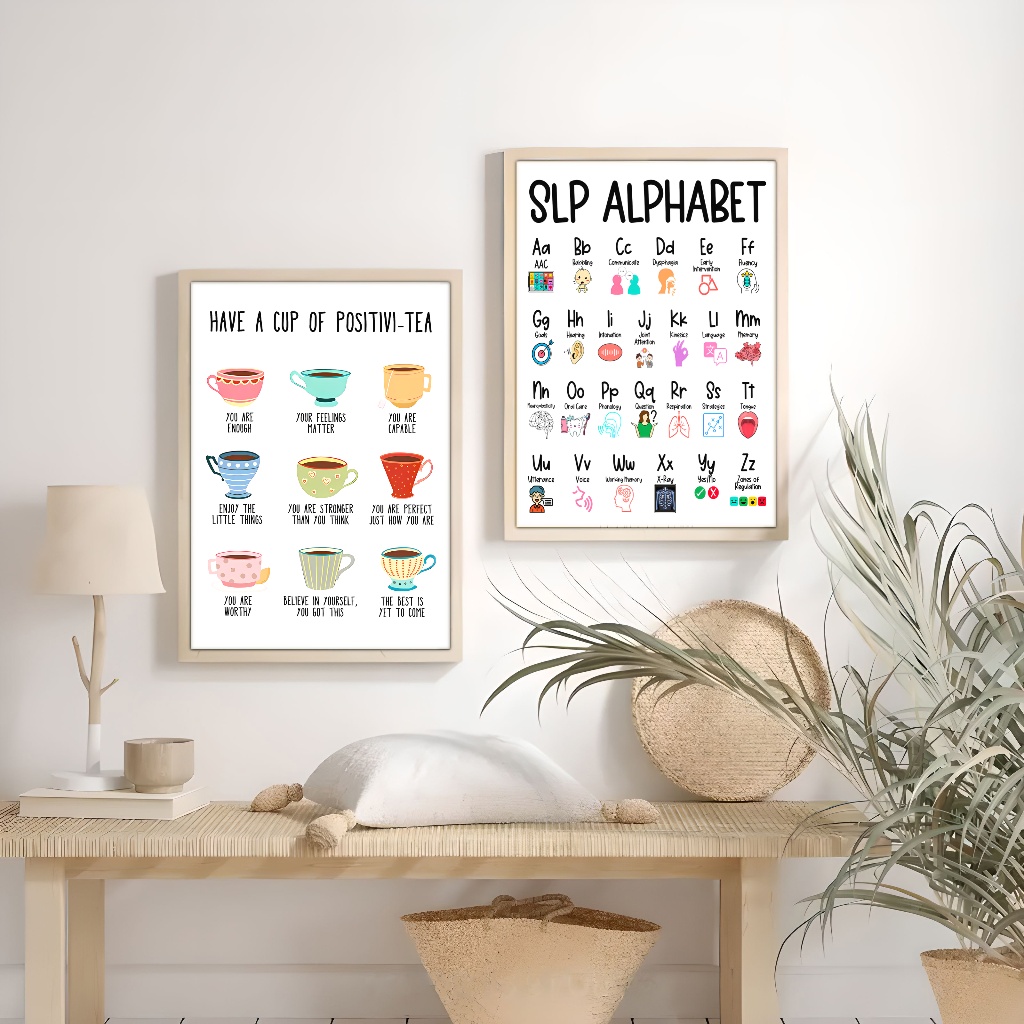 HAVE A CUP OF POSITIVI-TEA
YOU ARE
ENOUGH
YOUR FEELINGS
MATTER
YOU ARE
CAPABLE
ENJOY THE
LITTLE THINGS
YOU ARE STRONGER
THAN YOU THINK
YOU ARE PERFECT
JUST HOW YOU ARE
YOU ARE
WORTHY
BELIEVE IN YOURSELF,
YOU GOT THIS
THE BEST IS
YET TO COME
SLP ALPHABET
Aa Bb Cc Dd Ee Ff
AAC Babbling Communicate Dysphagia Early Intervention Fluency
Gg Hh Ii Jj Kk Ll Mm
Goals Hearing Intonation Joint Attention Kinesics Language Memory
Nn Oo Pp Qq Rr Ss Tt
Neurodiversity Oral Care Phonology Question Respiration Strategies Tongue
Uu Vv Ww Xx Yy Zz
Utterance Voice Working Memory X-Ray Yes/No Zones of Regulation